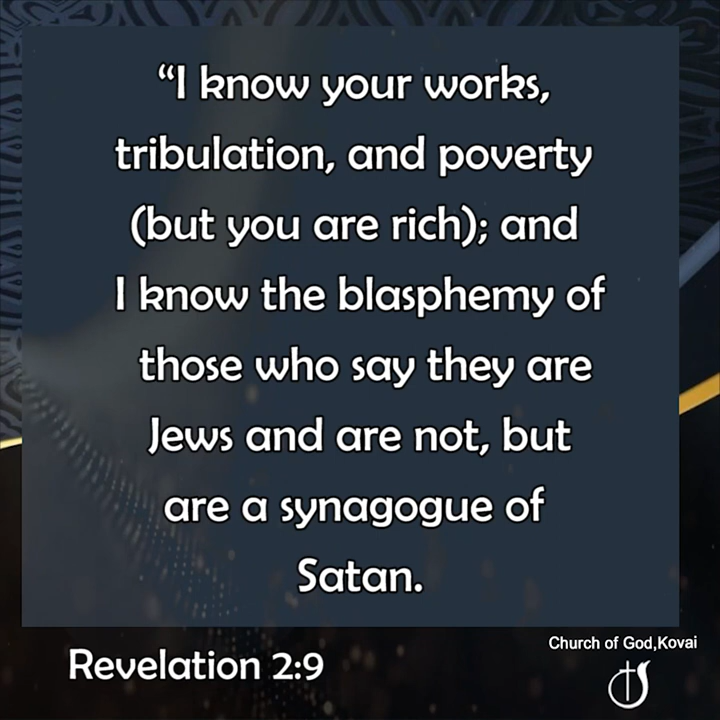 “I know your works,
tribulation, and poverty
(but you are rich); and
I know the blasphemy of
those who say they are
Jews and are not, but
are a synagogue of
Satan.
Church of God,Kovai
Revelation 2:9